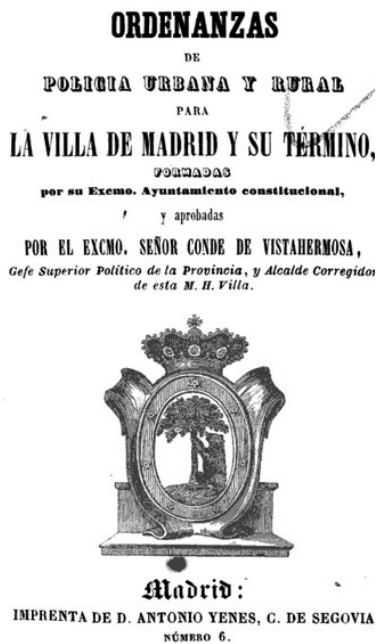 ORDENANZAS
DE
POLICIA URBANA Y RURAL
PARA
LA VILLA DE MADRID Y SU TÉRMINO,
FORMADAS
por su Excmo. Ayuntamiento constitucional,
y aprobadas
POR EL EXCMO. SEÑOR CONDE DE VISTAHERMOSA,
Gefe Superior Político de la Provincia, y Alcalde Corregidor
de esta M. H. Villa.
Madrid:
IMPRENTA DE D. ANTONIO YENES, C. DE SEGOVIA
NÚMERO 6.